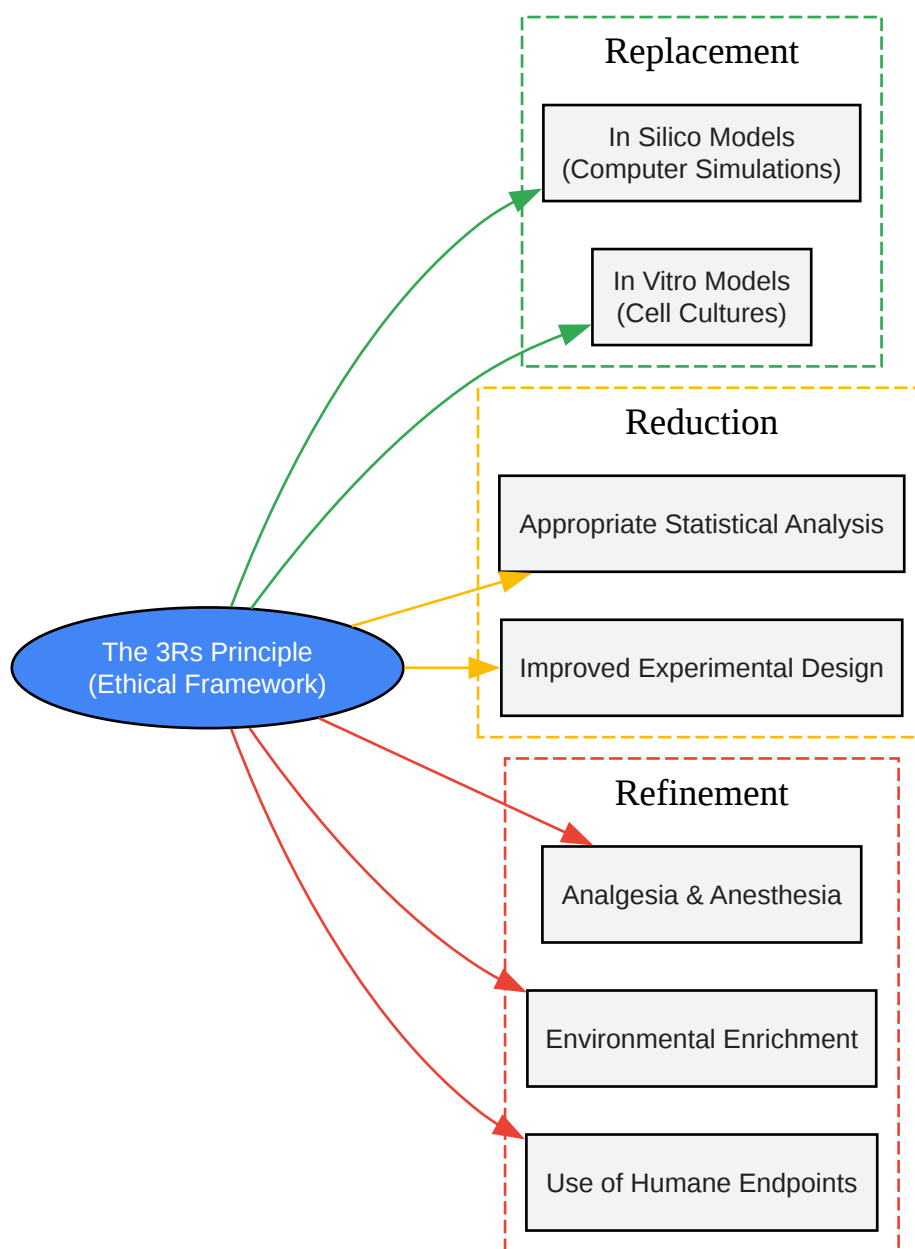 Replacement
In Silico Models
(Computer Simulations)
In Vitro Models
(Cell Cultures)
Reduction
Appropriate Statistical Analysis
Improved Experimental Design
The 3Rs Principle
(Ethical Framework)
Refinement
Analgesia & Anesthesia
Environmental Enrichment
Use of Humane Endpoints